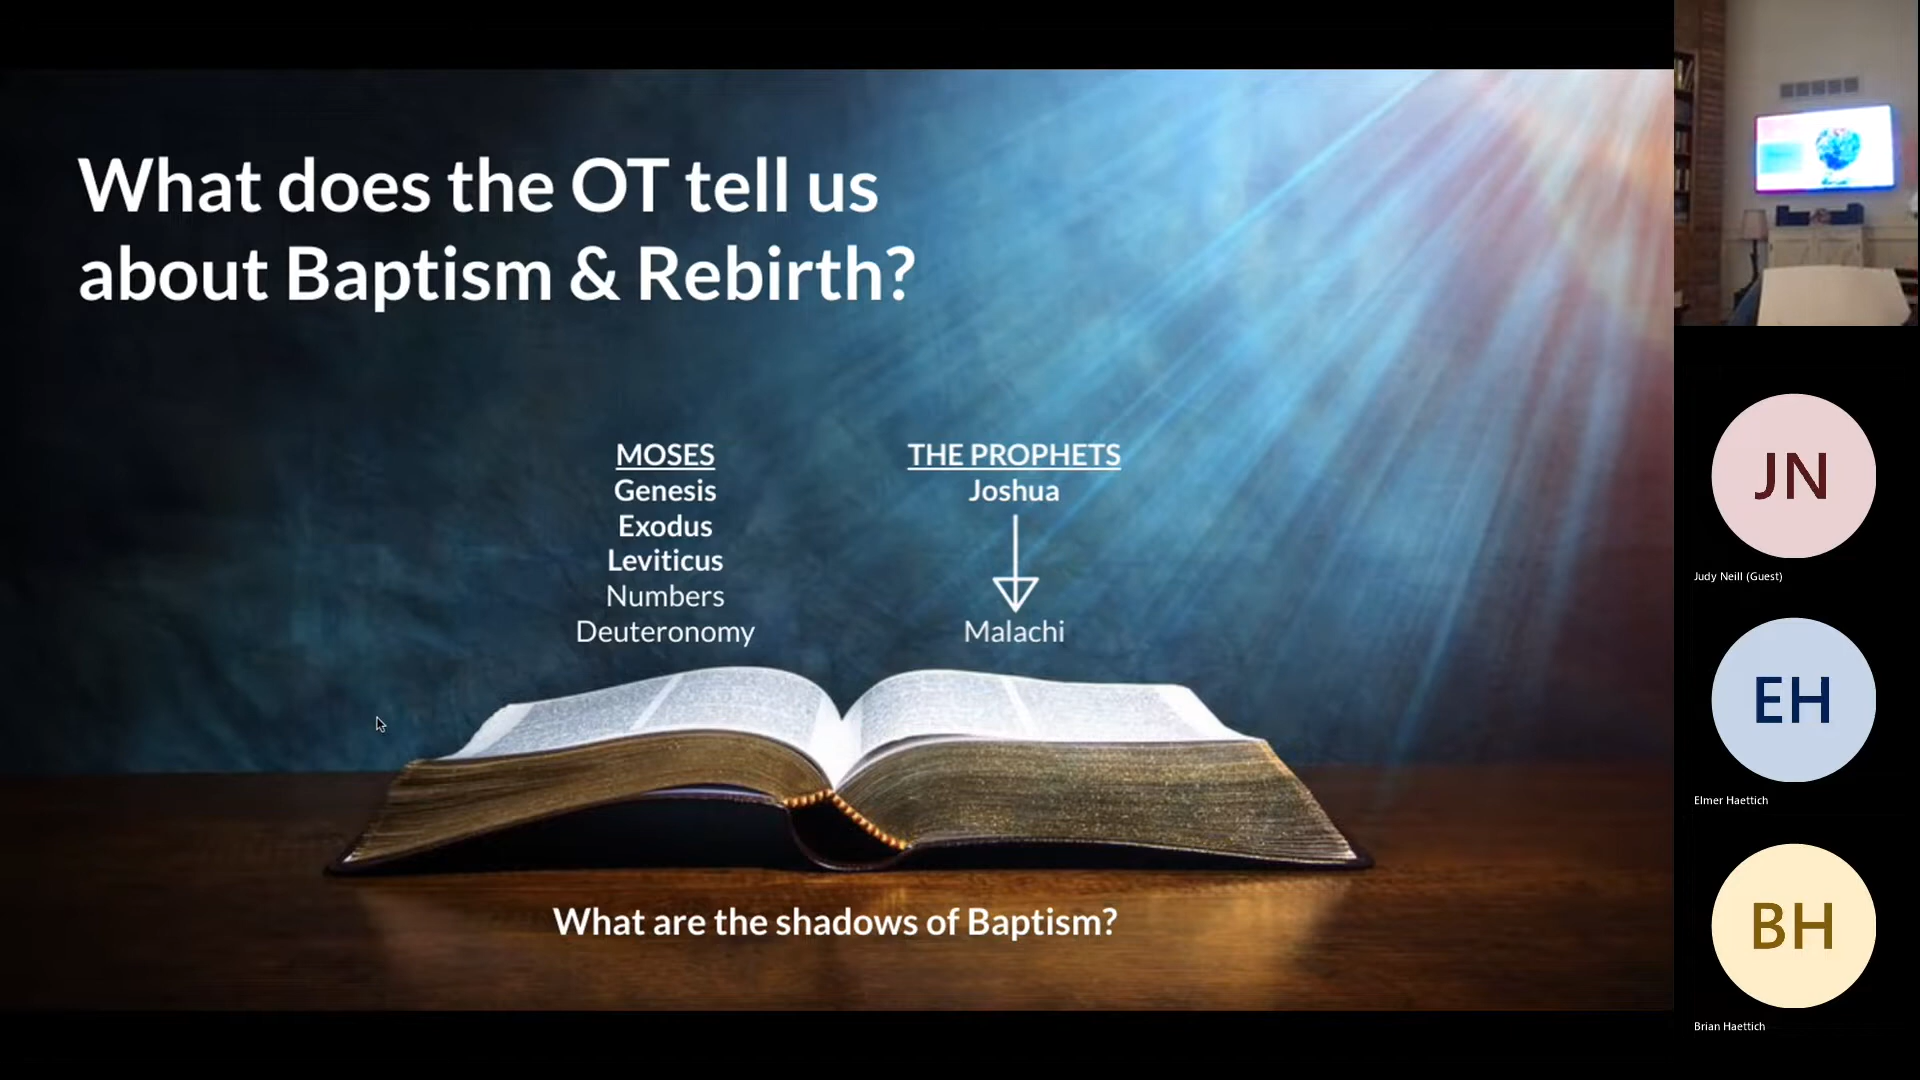 What does the OT tell us
about Baptism & Rebirth?
MOSES
Genesis
Exodus
Leviticus
Numbers
Deuteronomy
THE PROPHETS
Joshua
Malachi
What are the shadows of Baptism?
JN
Judy Neill (Guest)
EH
Elmer Haettich
BH
Brian Haettich